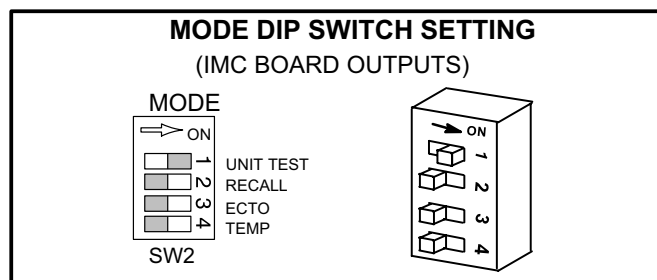 MODE DIP SWITCH SETTING
(IMC BOARD OUTPUTS)
MODE
ON
1 UNIT TEST
2 RECALL
3 ECTO
4 TEMP
SW2
ON
1
2
3
4